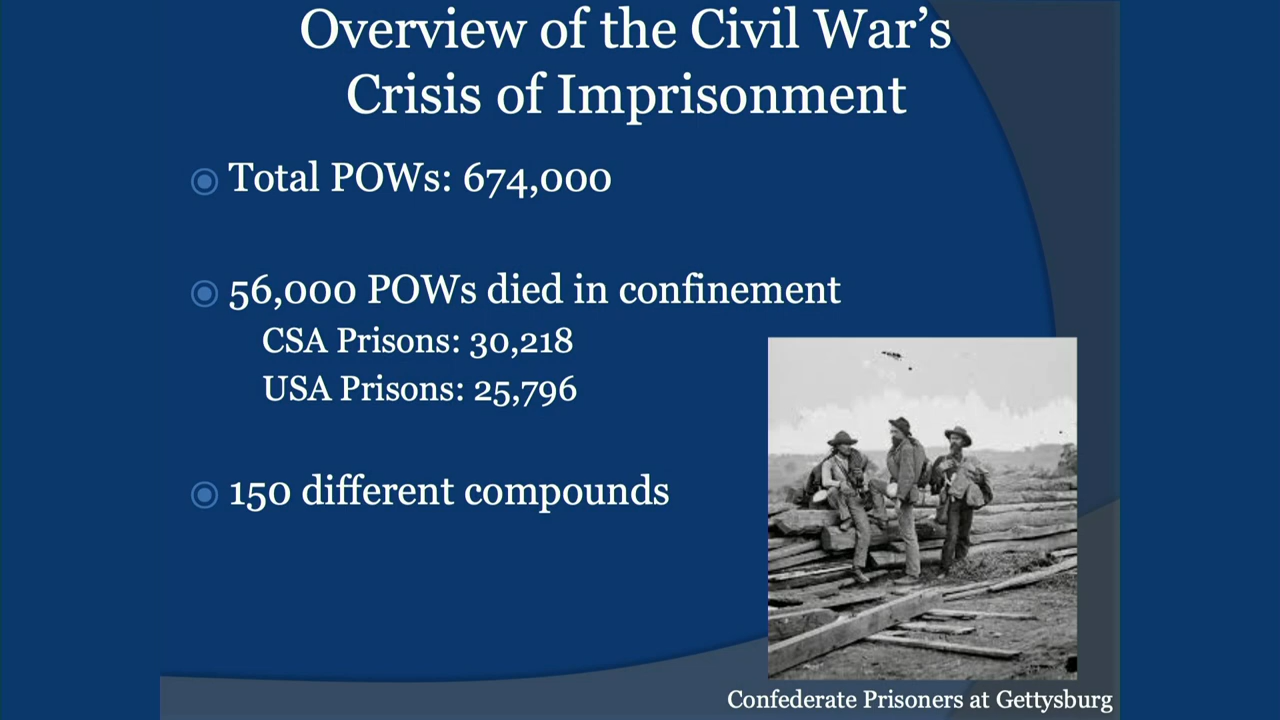 Overview of the Civil War’s
Crisis of Imprisonment
Total POWs: 674,000
56,000 POWs died in confinement
CSA Prisons: 30,218
USA Prisons: 25,796
150 different compounds
Confederate Prisoners at Gettysburg